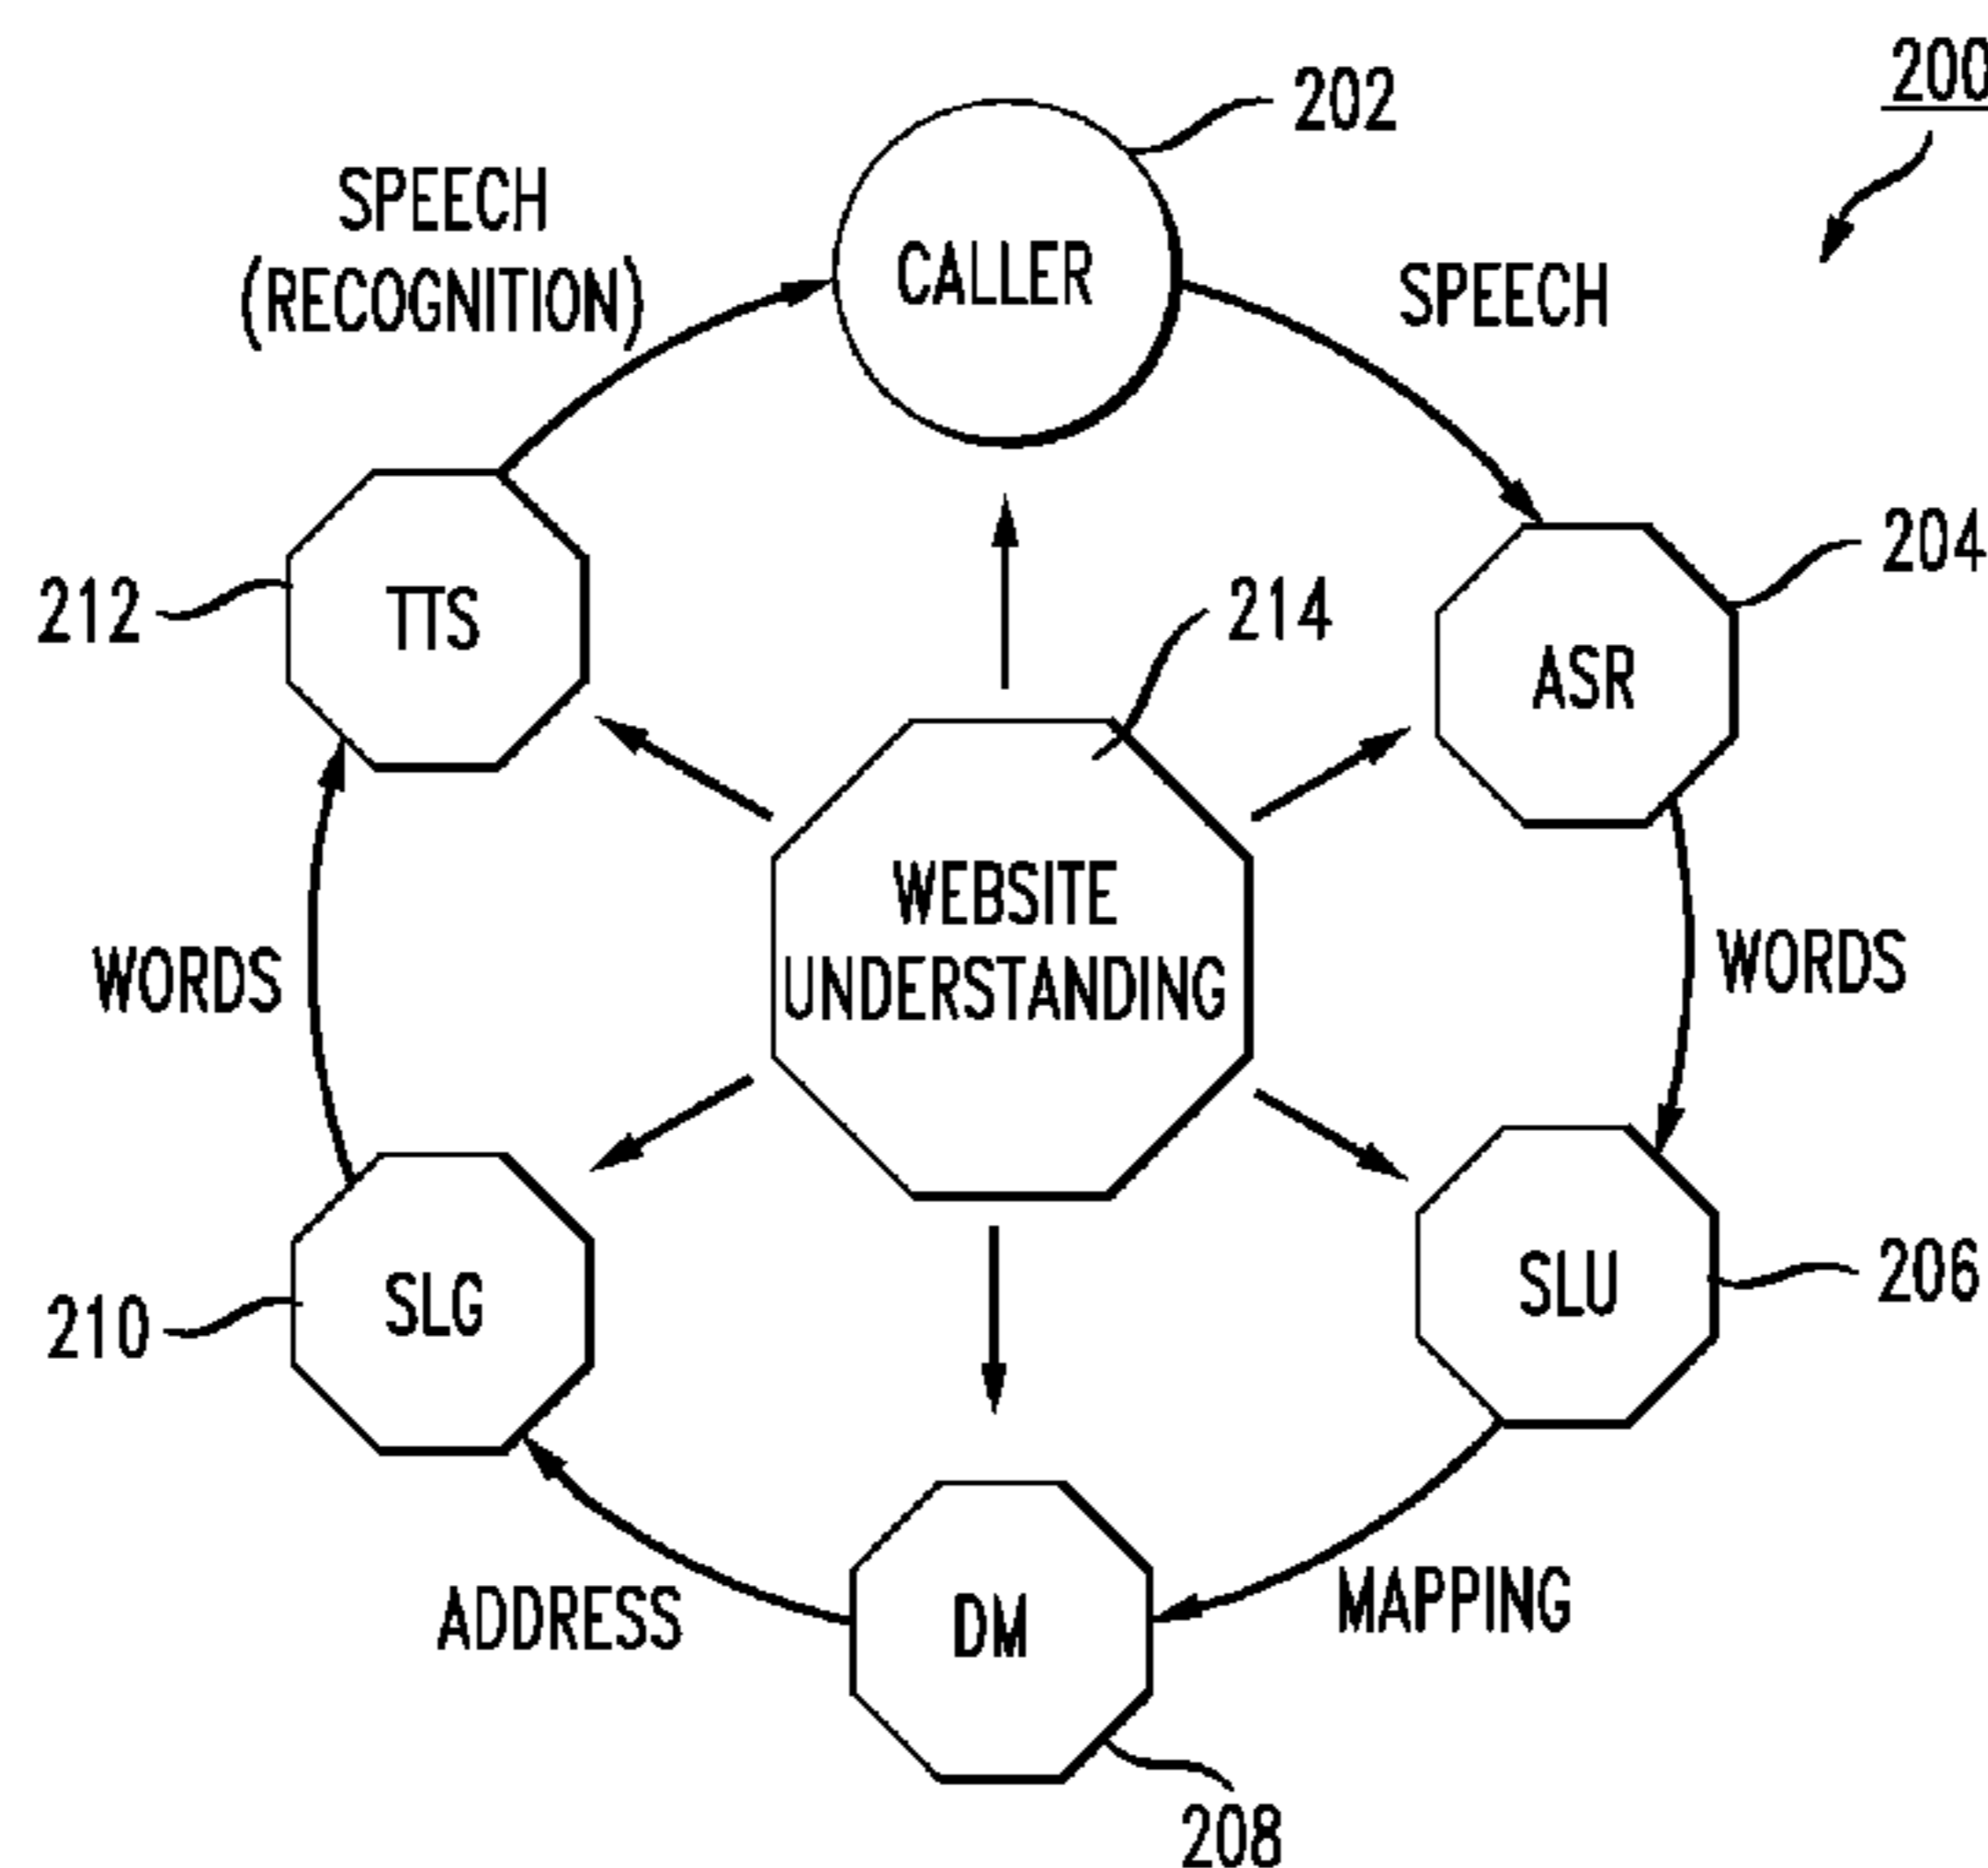 200
202
SPEECH
(RECOGNITION)
CALLER
SPEECH
204
212
TTS
214
ASR
WEBSITE
UNDERSTANDING
WORDS
WORDS
SLG
SLU
206
210
ADDRESS
DM
MAPPING
208